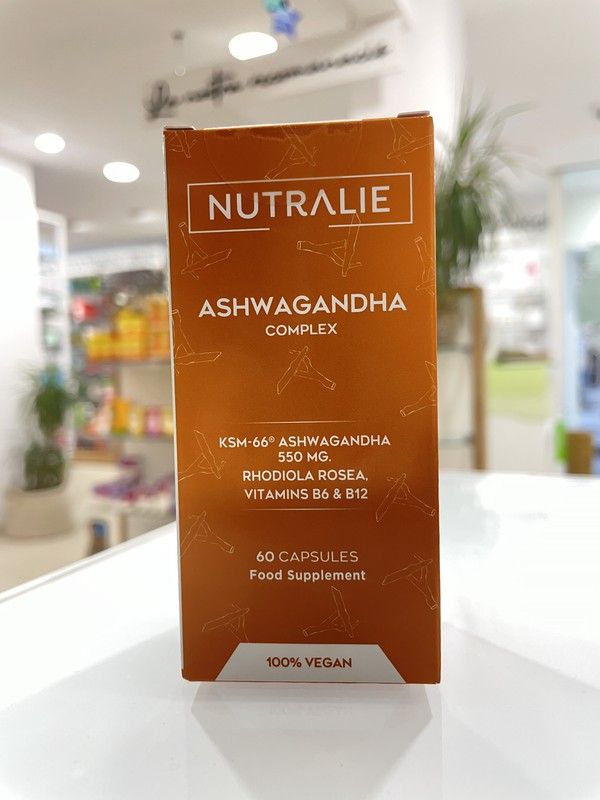 NUTRALIE
ASHWAGANDHA
COMPLEX
KSM-66® ASHWAGANDHA
550 MG.
RHODIOLA ROSEA,
VITAMINS B6 & B12
60 CAPSULES
Food Supplement
100% VEGAN